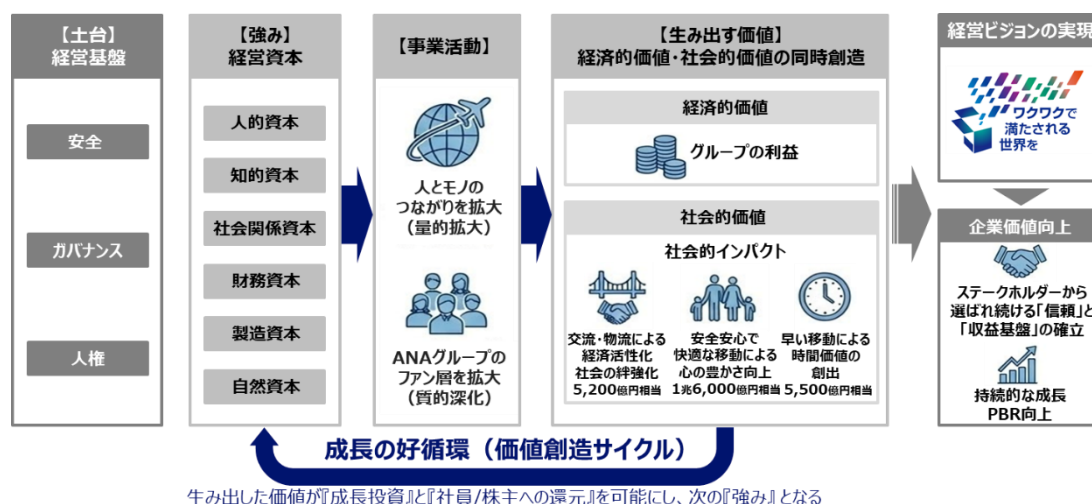 【土台】
経営基盤
安全
ガバナンス
人権
【強み】
経営資本
人的資本
知的資本
社会関係資本
財務資本
製造資本
自然資本
【事業活動】
人とモノの
つながりを拡大
(量的拡大)
ANAグループの
ファン層を拡大
(質的深化)
【生み出す価値】
経済的価値・社会的価値の同時創造
経済的価値
グループの利益
社会的価値
社会的インパクト
交流・物流による
経済活性化
社会の絆強化
5,200億円相当
安全安心で
快適な移動による
心の豊かさ向上
1兆6,000億円相当
早い移動による
時間価値の
創出
5,500億円相当
経営ビジョンの実現
ワクワクで
満たされる
世界を
企業価値向上
ステークホルダーから
選ばれ続ける「信頼」と
「収益基盤」の確立
持続的な成長
PBR向上
成長の好循環(価値創造サイクル)
生み出した価値が『成長投資』と『社員/株主への還元』を可能にし、次の『強み』となる